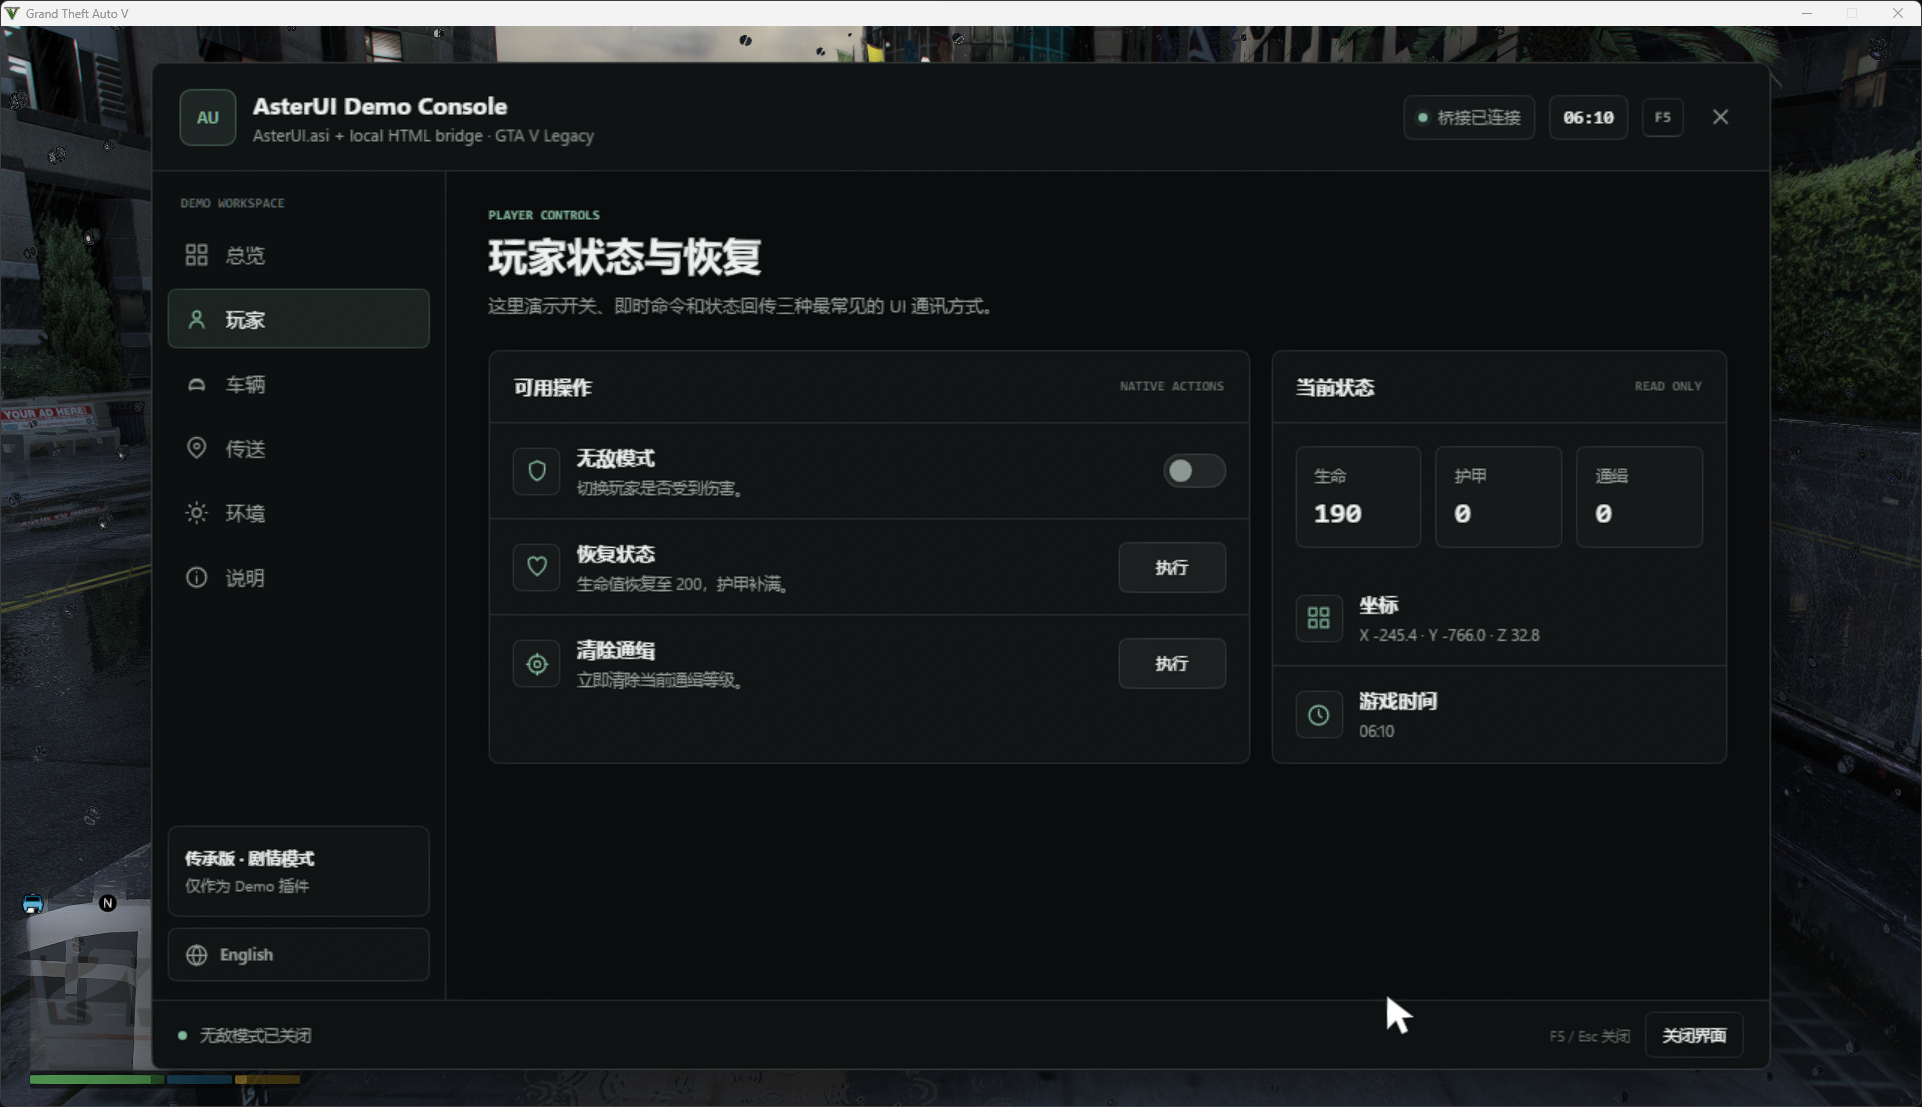 Grand Theft Auto V
AU
AsterUI Demo Console
AsterUI.asi + local HTML bridge · GTA V Legacy
桥接已连接
06:10
F5
DEMO WORKSPACE
总览
玩家
车辆
传送
环境
说明
传承版 · 剧情模式
仅作为 Demo 插件
English
PLAYER CONTROLS
玩家状态与恢复
这里演示开关、即时命令和状态回传三种最常见的 UI 通讯方式。
可用操作
NATIVE ACTIONS
无敌模式
切换玩家是否受到伤害。
恢复状态
生命值恢复至 200，护甲补满。
执行
清除通缉
立即清除当前通缉等级。
执行
当前状态
READ ONLY
生命
190
护甲
0
通缉
0
坐标
X -245.4 · Y -766.0 · Z 32.8
游戏时间
06:10
无敌模式已关闭
F5 / Esc 关闭
关闭界面
YOUR AD HERE!
N